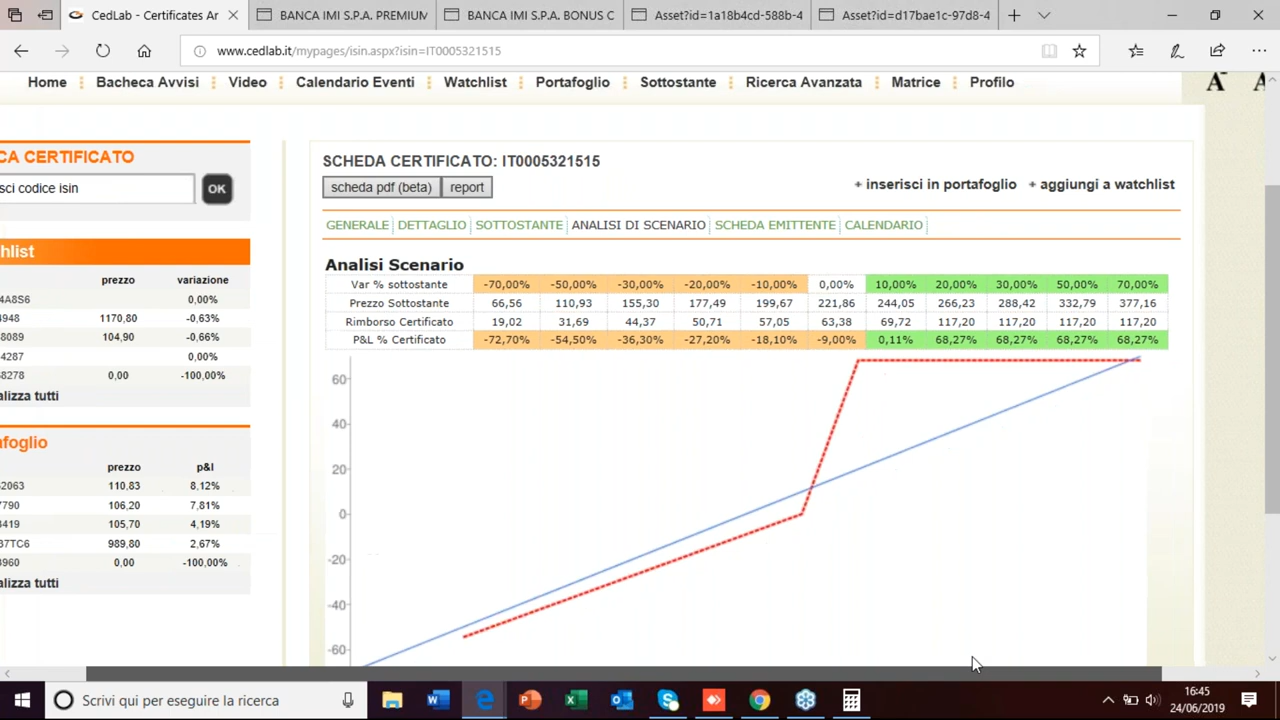 CedLab - Certificates Ar
BANCA IMI S.P.A. PREMIUM
BANCA IMI S.P.A. BONUS C
Asset?id=1a18b4cd-588b-4
Asset?id=d17bae1c-97d8-4
www.cedlab.it/mypages/isin.aspx?isin=IT0005321515
Home Bacheca Avvisi Video Calendario Eventi Watchlist Portafoglio Sottostante Ricerca Avanzata Matrice Profilo
A A
CA CERTIFICATO
sci codice isin OK
hlist
prezzo variazione
4A8S6 0,00%
4948 1170,80 -0,63%
8089 104,90 -0,66%
4287 0,00%
68278 0,00 -100,00%
alizza tutti
afoglio
prezzo p&l
62063 110,83 8,12%
7790 106,20 7,81%
8419 105,70 4,19%
37TC6 989,80 2,67%
3960 0,00 -100,00%
alizza tutti
SCHEDA CERTIFICATO: IT0005321515
scheda pdf (beta) report
+ inserisci in portafoglio + aggiungi a watchlist
GENERALE DETTAGLIO SOTTOSTANTE ANALISI DI SCENARIO SCHEDA EMITTENTE CALENDARIO
Analisi Scenario
Var % sottostante -70,00% -50,00% -30,00% -20,00% -10,00% 0,00% 10,00% 20,00% 30,00% 50,00% 70,00%
Prezzo Sottostante 66,56 110,93 155,30 177,49 199,67 221,86 244,05 266,23 288,42 332,79 377,16
Rimborso Certificato 19,02 31,69 44,37 50,71 57,05 63,38 69,72 117,20 117,20 117,20 117,20
P&L % Certificato -72,70% -54,50% -36,30% -27,20% -18,10% -9,00% 0,11% 68,27% 68,27% 68,27% 68,27%
60
40
20
0
-20
-40
-60
Scrivi qui per eseguire la ricerca
16:45
24/06/2019